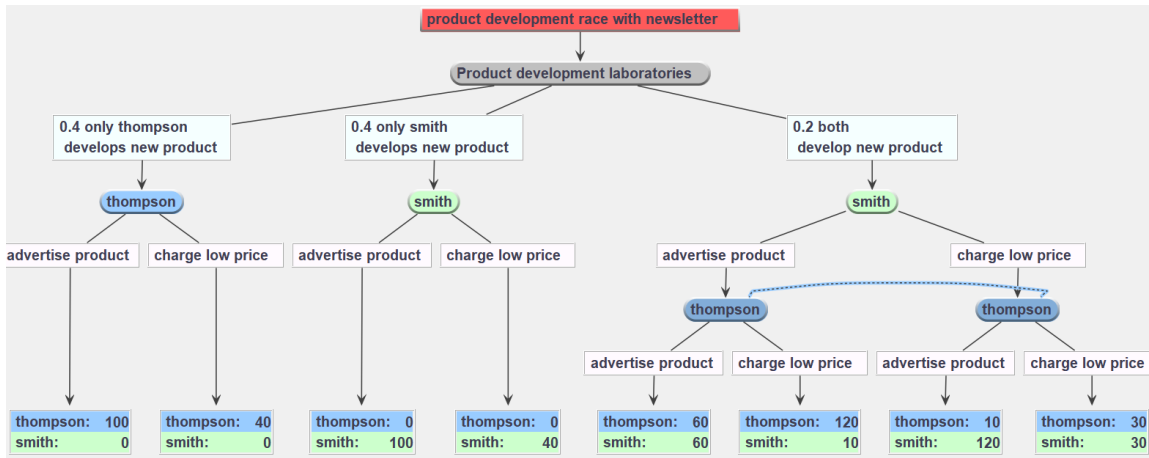 product development race with newsletter
Product development laboratories
0.4 only thompson
develops new product
0.4 only smith
develops new product
0.2 both
develop new product
thompson
smith
smith
advertise product
charge low price
advertise product
charge low price
advertise product
charge low price
thompson
thompson
advertise product
charge low price
advertise product
charge low price
thompson: 100
smith: 0
thompson: 40
smith: 0
thompson: 0
smith: 100
thompson: 0
smith: 40
thompson: 60
smith: 60
thompson: 120
smith: 10
thompson: 10
smith: 120
thompson: 30
smith: 30